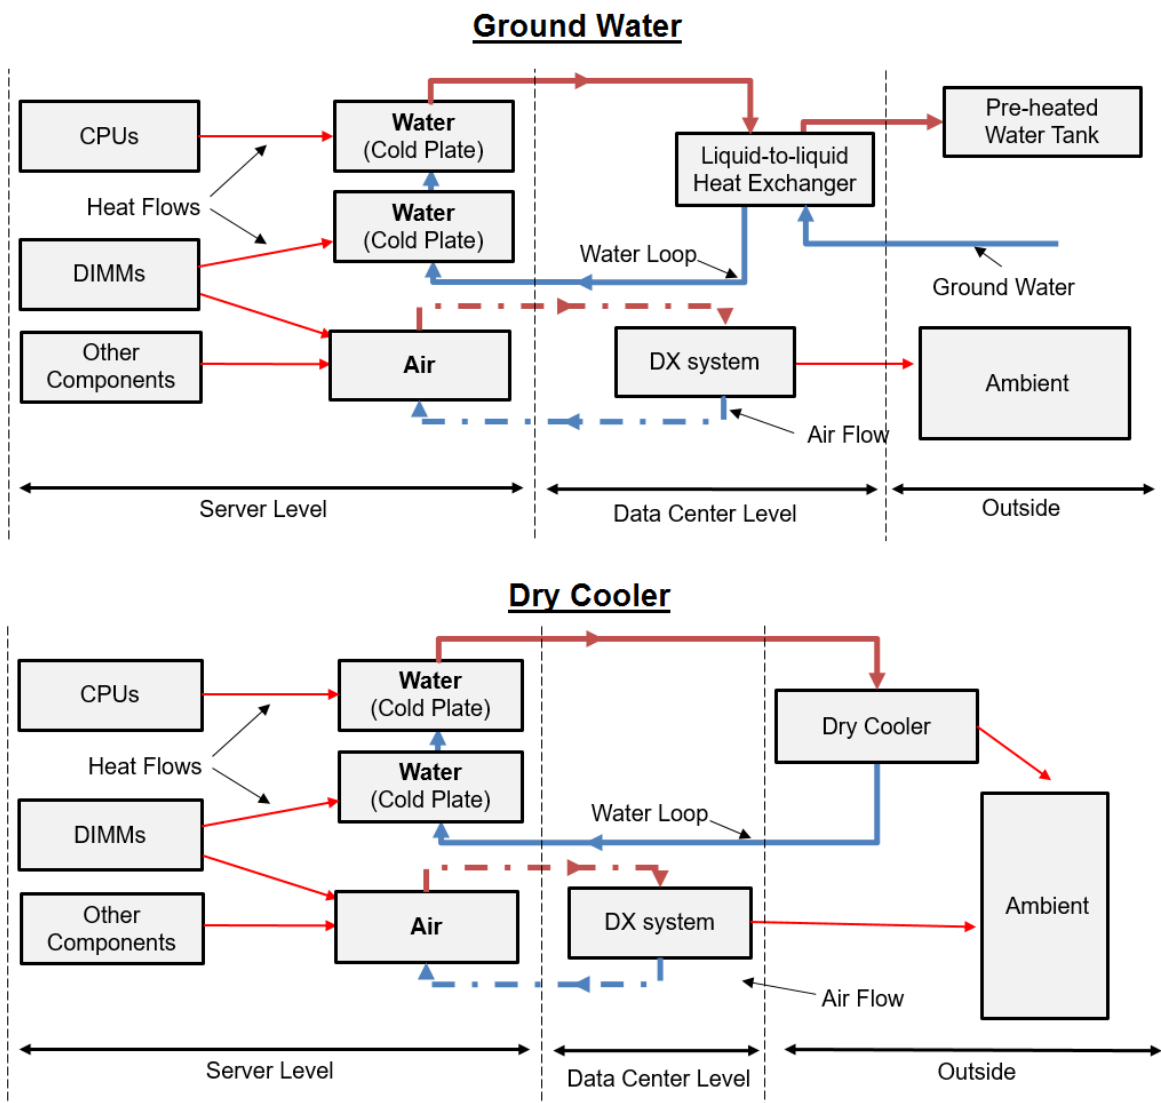 Ground Water
CPUs
Water
(Cold Plate)
Pre-heated
Water Tank
Liquid-to-liquid
Heat Exchanger
Heat Flows
Water
(Cold Plate)
Water Loop
DIMMs
Ground Water
Other
Components
Air
DX system
Ambient
Air Flow
Server Level
Data Center Level
Outside
Dry Cooler
CPUs
Water
(Cold Plate)
Dry Cooler
Heat Flows
Water
(Cold Plate)
Water Loop
DIMMs
Other
Components
Air
DX system
Ambient
Air Flow
Server Level
Data Center Level
Outside